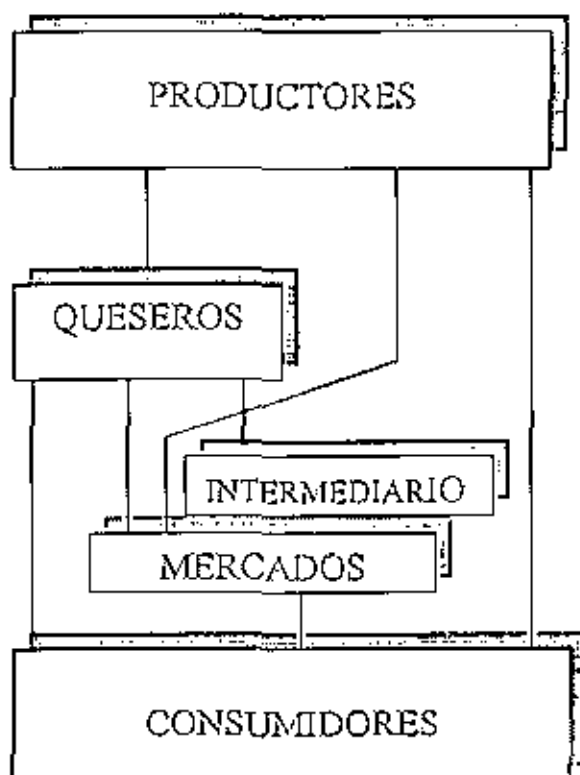 PRODUCTORES
QUESEROS
INTERMEDIARIO
MERCADOS
CONSUMIDORES